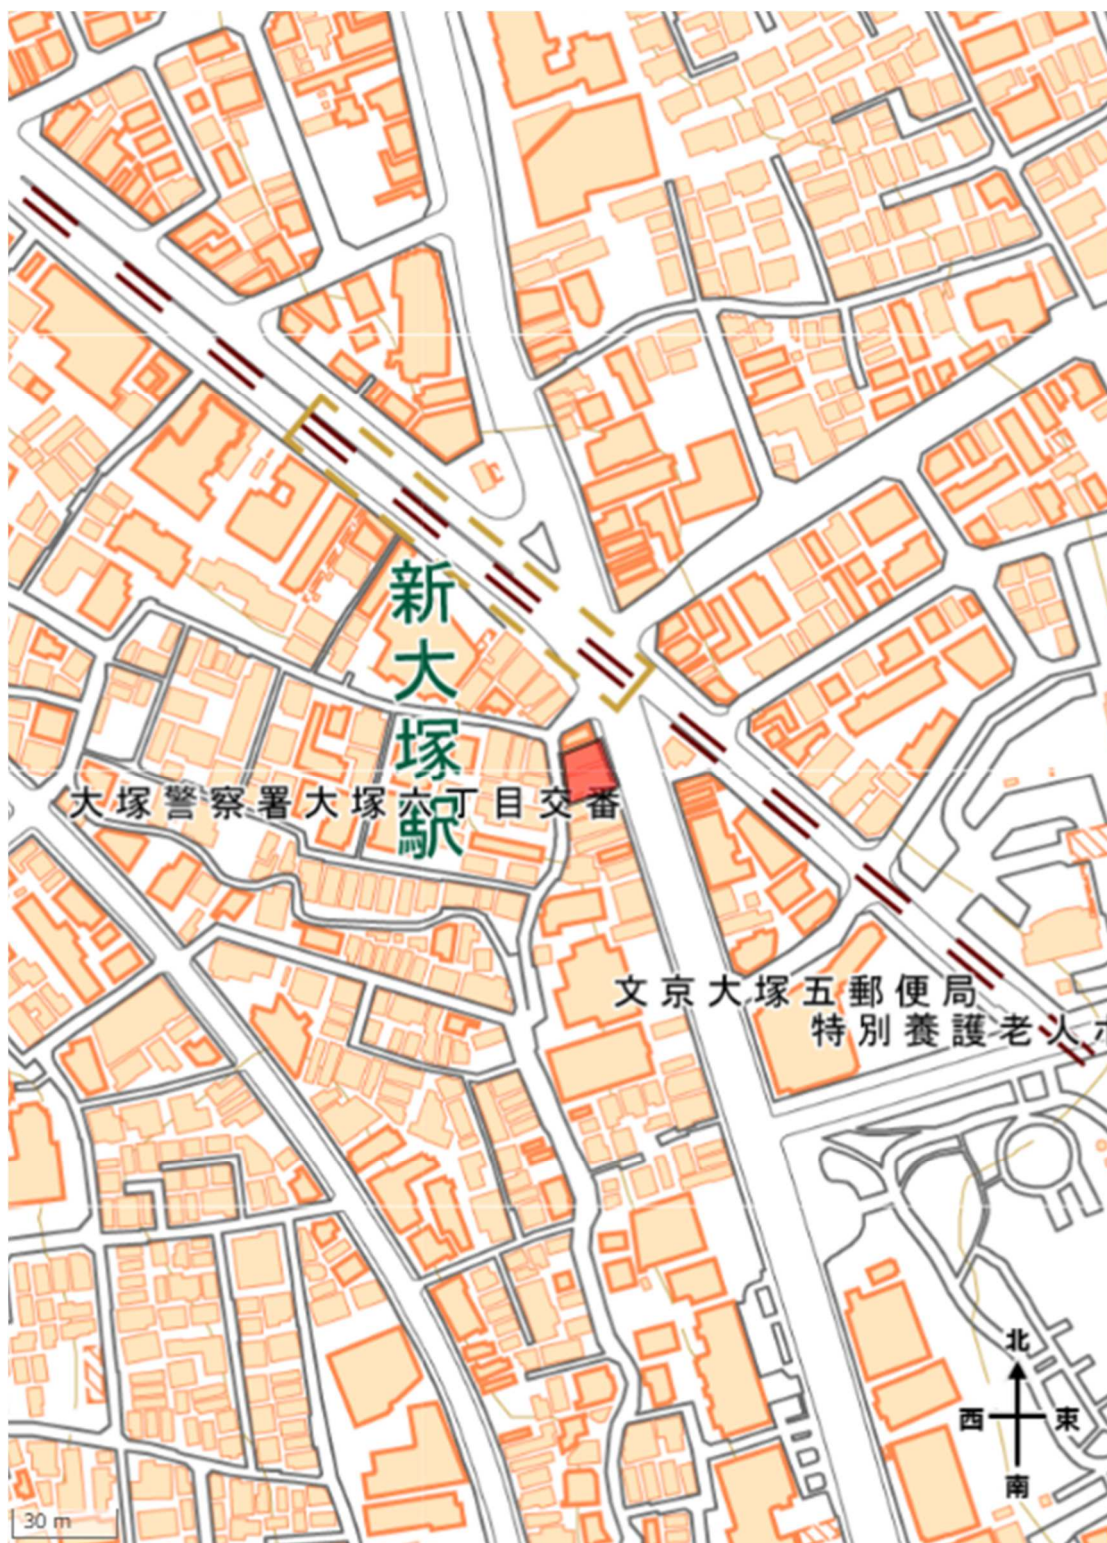 新大塚駅
大塚警察署大塚六丁目交番
文京大塚五郵便局
特別養護老人ホ
北
西
東
南
30 m